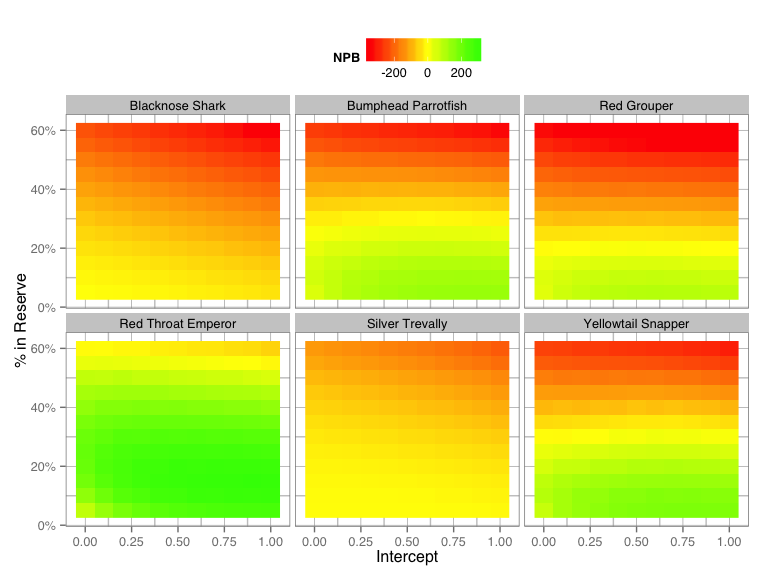 NPB
-200 0 200
Blacknose Shark Bumphead Parrotfish Red Grouper
60%
40%
20%
0%
Red Throat Emperor Silver Trevally Yellowtail Snapper
60%
40%
20%
0%
% in Reserve
0.00 0.25 0.50 0.75 1.00 0.00 0.25 0.50 0.75 1.00 0.00 0.25 0.50 0.75 1.00
Intercept